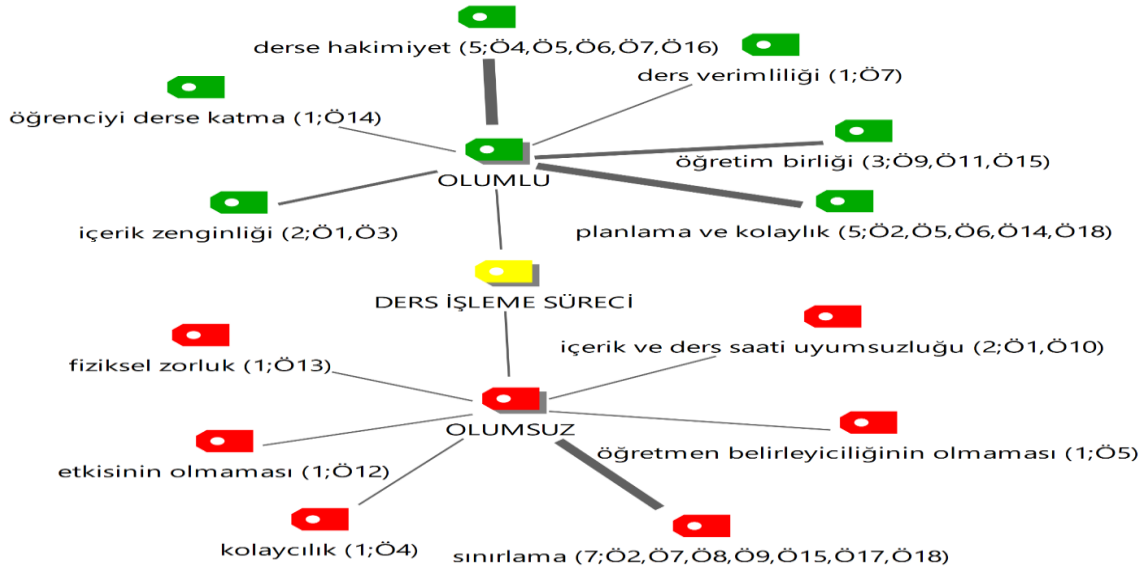 derse hakimiyet (5;Ö4,Ö5,Ö6,Ö7,Ö16)
ders verimliliği (1;Ö7)
öğrenciyi derse katma (1;Ö14)
öğretim birliği (3;Ö9,Ö11,Ö15)
OLUMLU
içerik zenginliği (2;Ö1,Ö3)
planlama ve kolaylık (5;Ö2,Ö5,Ö6,Ö14,Ö18)
DERS İŞLEME SÜRECİ
içerik ve ders saati uyumsuzluğu (2;Ö1,Ö10)
fiziksel zorluk (1;Ö13)
OLUMSUZ
öğretmen belirleyiciliğinin olmaması (1;Ö5)
etkisinin olmaması (1;Ö12)
kolaycılık (1;Ö4)
sınırlama (7;Ö2,Ö7,Ö8,Ö9,Ö15,Ö17,Ö18)